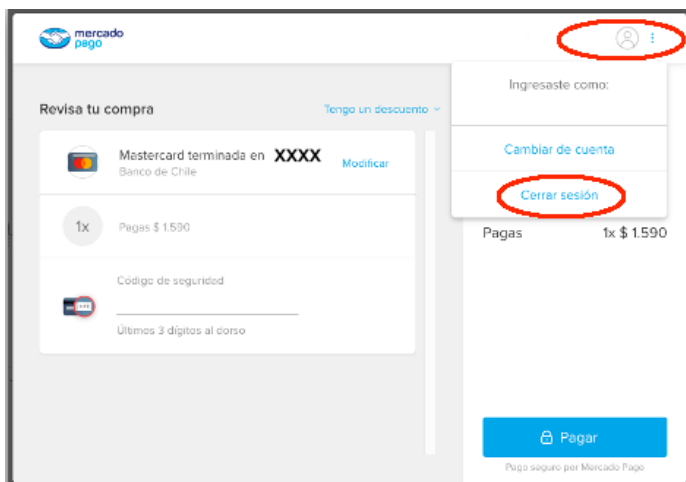 mercado
pago
Ingresaste como:
Revisa tu compra
Tengo un descuento
Mastercard terminada en XXXX
Banco de Chile
Modificar
Cambiar de cuenta
Cerrar sesión
1x
Pagas $ 1.590
Pagas 1x $ 1.590
Código de seguridad
Últimos 3 dígitos al dorso
Pagar
Pago seguro por Mercado Pago